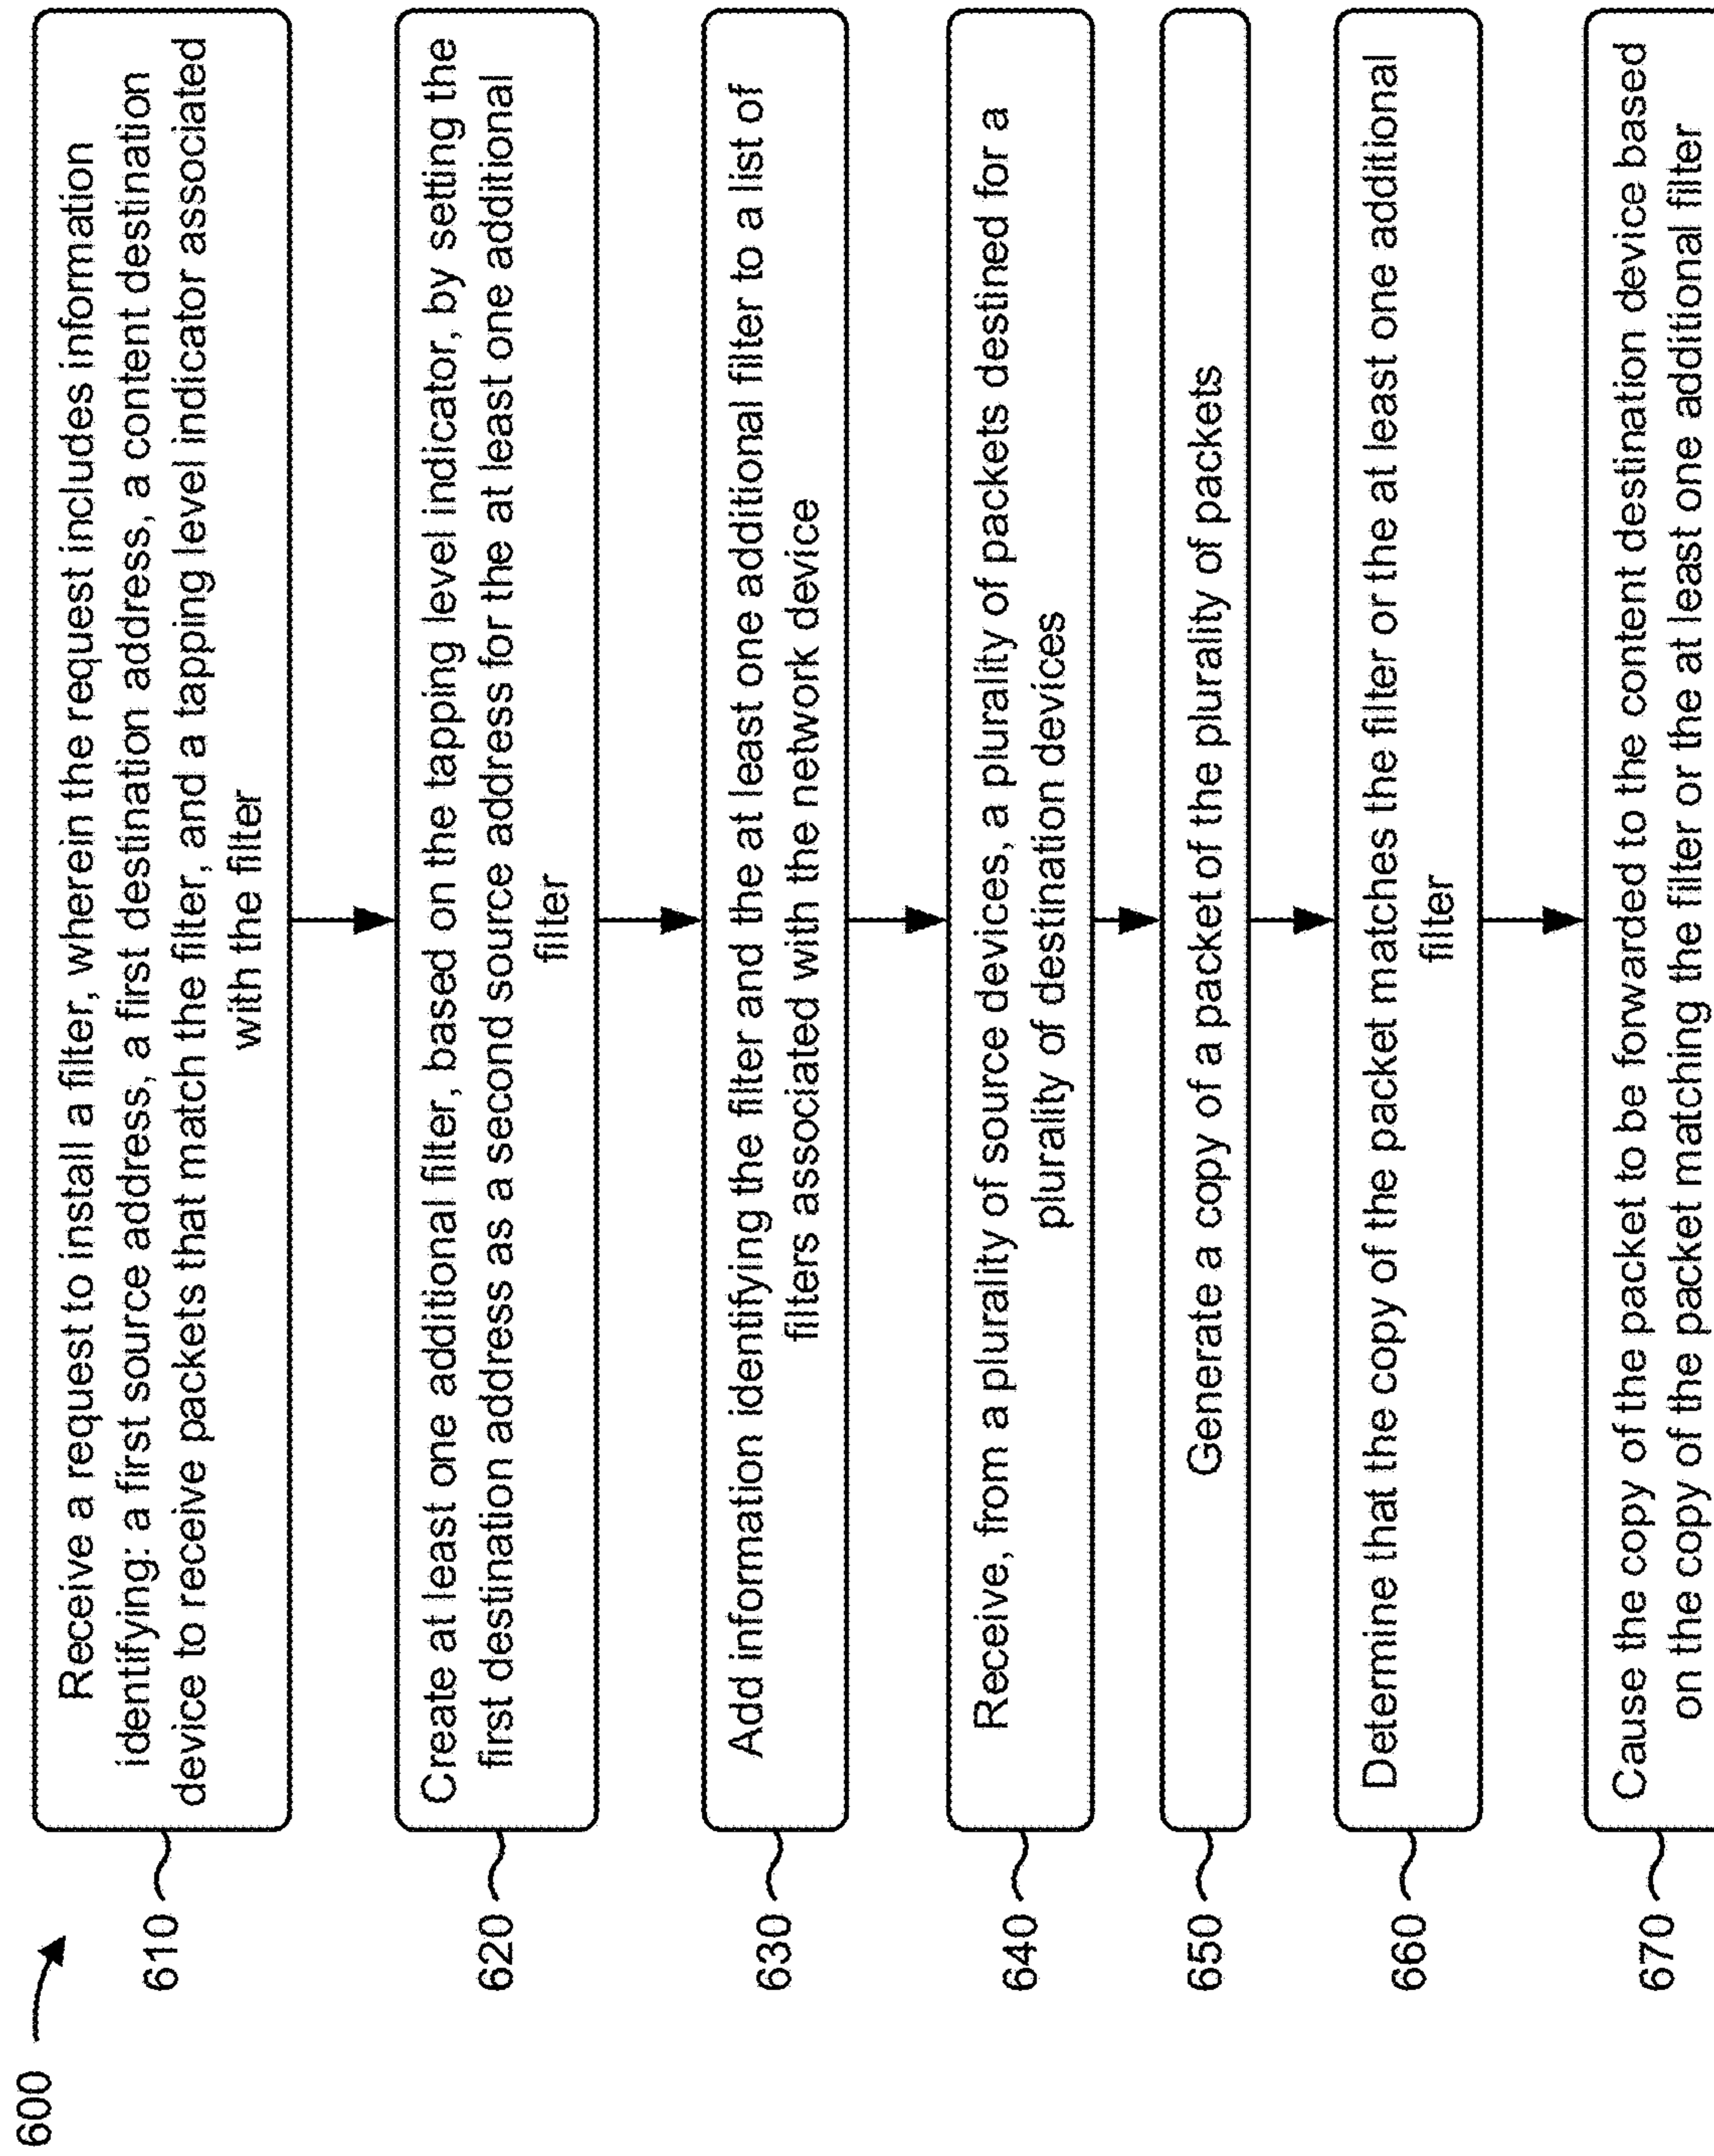 600
610
Receive a request to install a filter, wherein the request includes information
identifying: a first source address, a first destination address, a content destination
device to receive packets that match the filter, and a tapping level indicator associated
with the filter
620
Create at least one additional filter, based on the tapping level indicator, by setting the
first destination address as a second source address for the at least one additional
filter
630
Add information identifying the filter and the at least one additional filter to a list of
filters associated with the network device
640
Receive, from a plurality of source devices, a plurality of packets destined for a
plurality of destination devices
650
Generate a copy of a packet of the plurality of packets
660
Determine that the copy of the packet matches the filter or the at least one additional
filter
670
Cause the copy of the packet to be forwarded to the content destination device based
on the copy of the packet matching the filter or the at least one additional filter